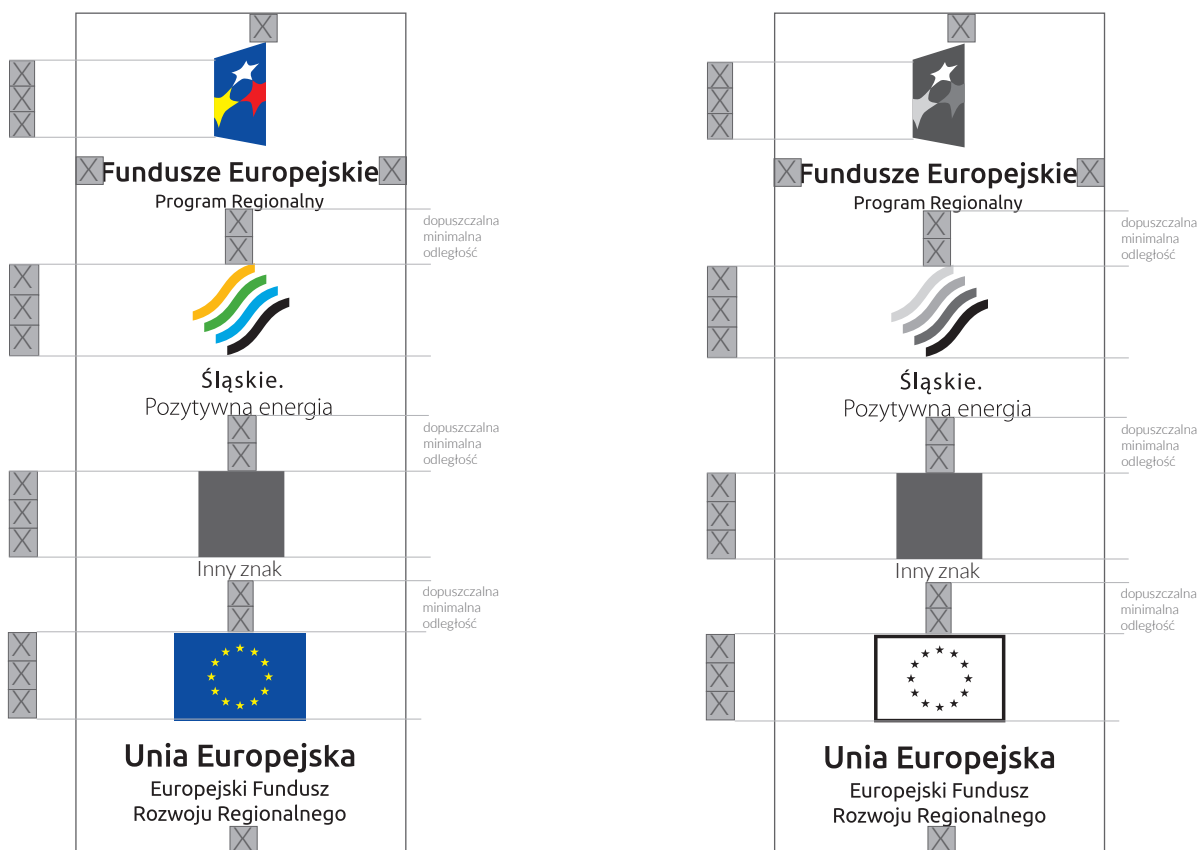 X
X
X
X
X
X
Fundusze Europejskie
Program Regionalny
X
X
dopuszczalna
minimalna
odległość
X
X
X
Śląskie.
Pozytywna energia
X
X
dopuszczalna
minimalna
odległość
X
X
X
Inny znak
X
X
dopuszczalna
minimalna
odległość
X
X
X
Unia Europejska
Europejski Fundusz
Rozwoju Regionalnego
X
X
X
X
X
X
X
Fundusze Europejskie
Program Regionalny
X
X
dopuszczalna
minimalna
odległość
X
X
X
Śląskie.
Pozytywna energia
X
X
dopuszczalna
minimalna
odległość
X
X
X
Inny znak
X
X
dopuszczalna
minimalna
odległość
X
X
X
Unia Europejska
Europejski Fundusz
Rozwoju Regionalnego
X